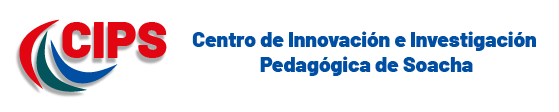 CIPS
Centro de Innovación e Investigación
Pedagógica de Soacha